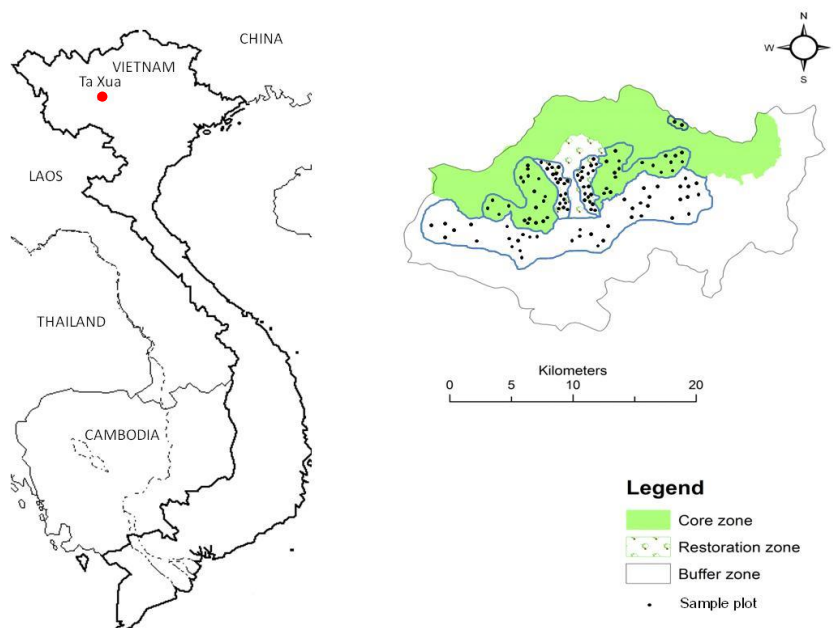 CHINA
VIETNAM
Ta Xua
LAOS
THAILAND
CAMBODIA
N
W E
S
Kilometers
0 5 10 20
Legend
Core zone
Restoration zone
Buffer zone
Sample plot